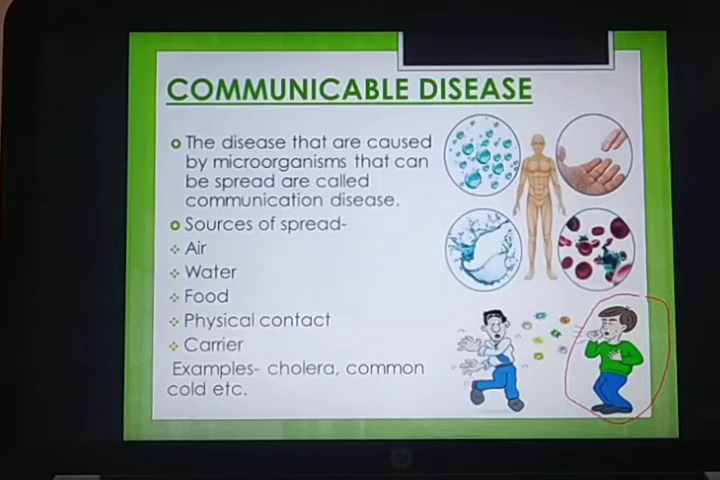 COMMUNICABLE DISEASE
The disease that are caused
by microorganisms that can
be spread are called
communication disease.
Sources of spread-
Air
Water
Food
Physical contact
Carrier
Examples- cholera, common
cold etc.